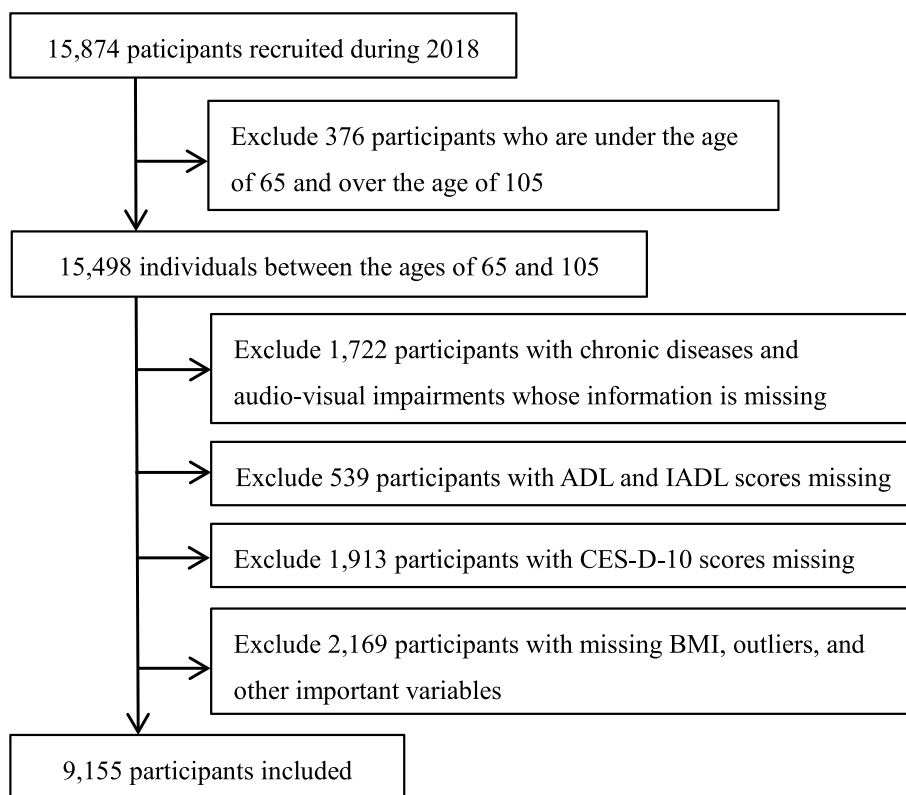 15,874 paticipants recruited during 2018
Exclude 376 participants who are under the age
of 65 and over the age of 105
15,498 individuals between the ages of 65 and 105
Exclude 1,722 participants with chronic diseases and
audio-visual impairments whose information is missing
Exclude 539 participants with ADL and IADL scores missing
Exclude 1,913 participants with CES-D-10 scores missing
Exclude 2,169 participants with missing BMI, outliers, and
other important variables
9,155 participants included